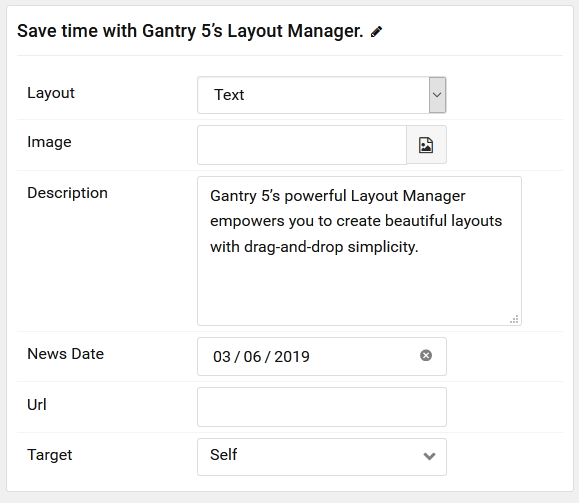 Save time with Gantry 5’s Layout Manager.
Layout
Text
Image
Description
Gantry 5’s powerful Layout Manager
empowers you to create beautiful layouts
with drag-and-drop simplicity.
News Date
03 / 06 / 2019
Url
Target
Self